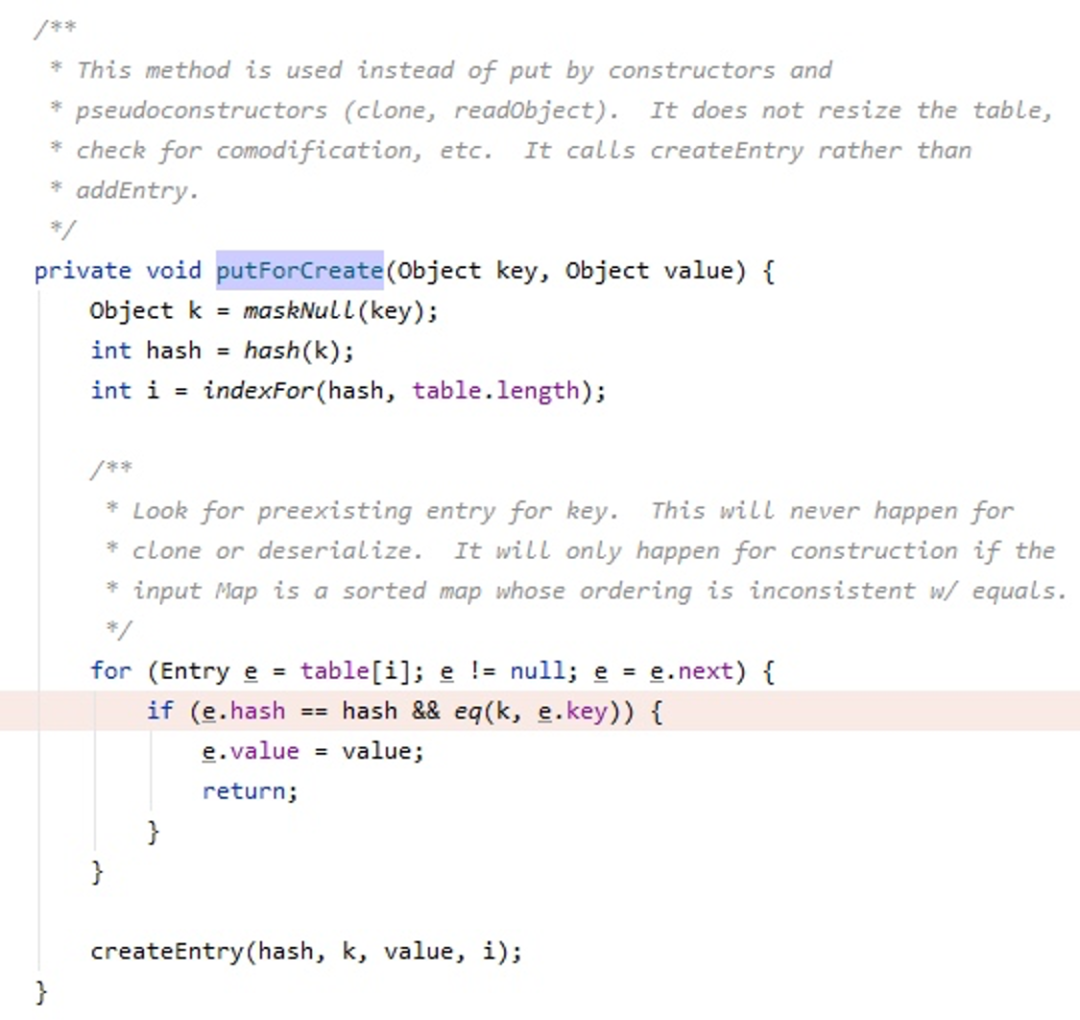 /**
 * This method is used instead of put by constructors and
 * pseudoconstructors (clone, readObject).  It does not resize the table,
 * check for comodification, etc.  It calls createEntry rather than
 * addEntry.
 */
private void putForCreate(Object key, Object value) {
    Object k = maskNull(key);
    int hash = hash(k);
    int i = indexFor(hash, table.length);

    /**
     * Look for preexisting entry for key.  This will never happen for
     * clone or deserialize.  It will only happen for construction if the
     * input Map is a sorted map whose ordering is inconsistent w/ equals.
     */
    for (Entry e = table[i]; e != null; e = e.next) {
        if (e.hash == hash && eq(k, e.key)) {
            e.value = value;
            return;
        }
    }

    createEntry(hash, k, value, i);
}